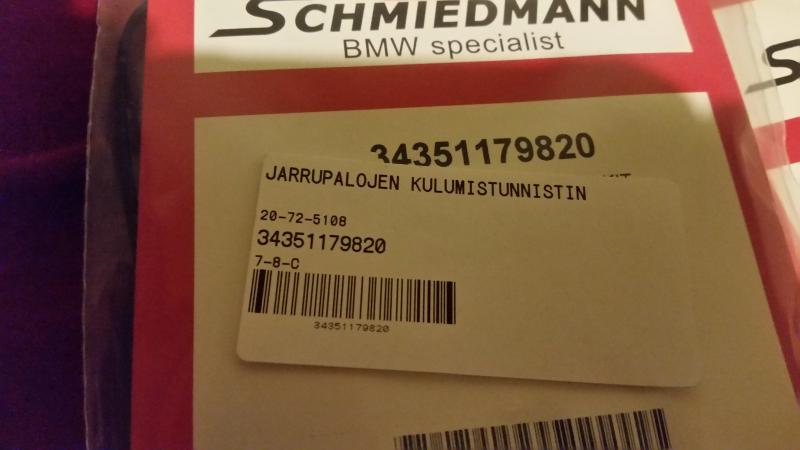 SCHMIEDMANN
BMW specialist
34351179820
JARRUPALOJEN KULUMISTUNNISTIN
20-72-5108
34351179820
7-8-C
34351179820